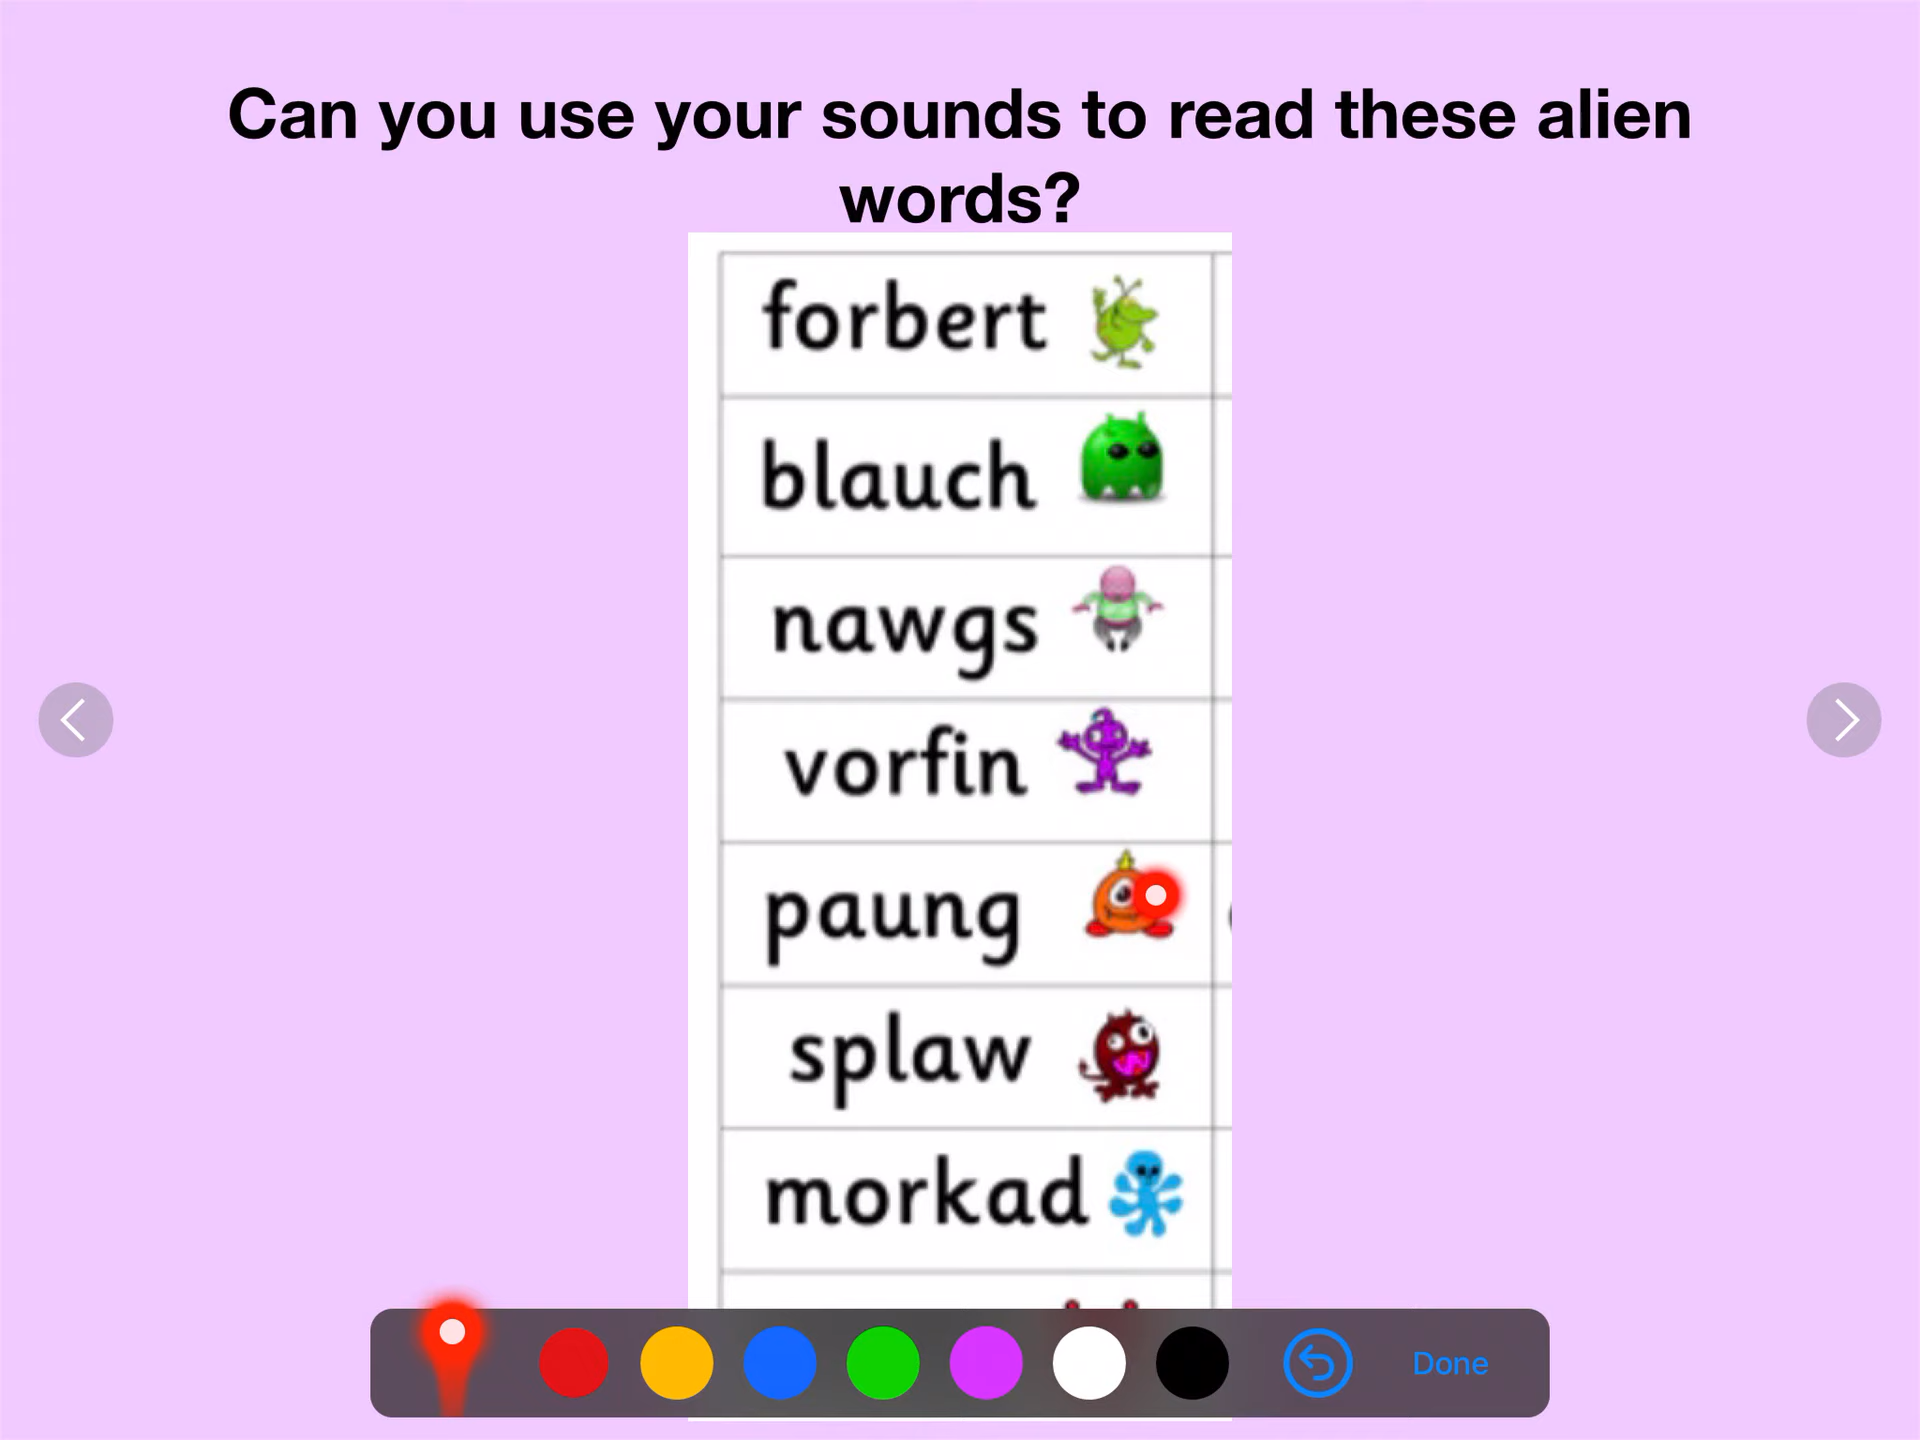 Can you use your sounds to read these alien
words?
forbert
blauch
nawgs
vorfin
paung
splaw
morkad
Done